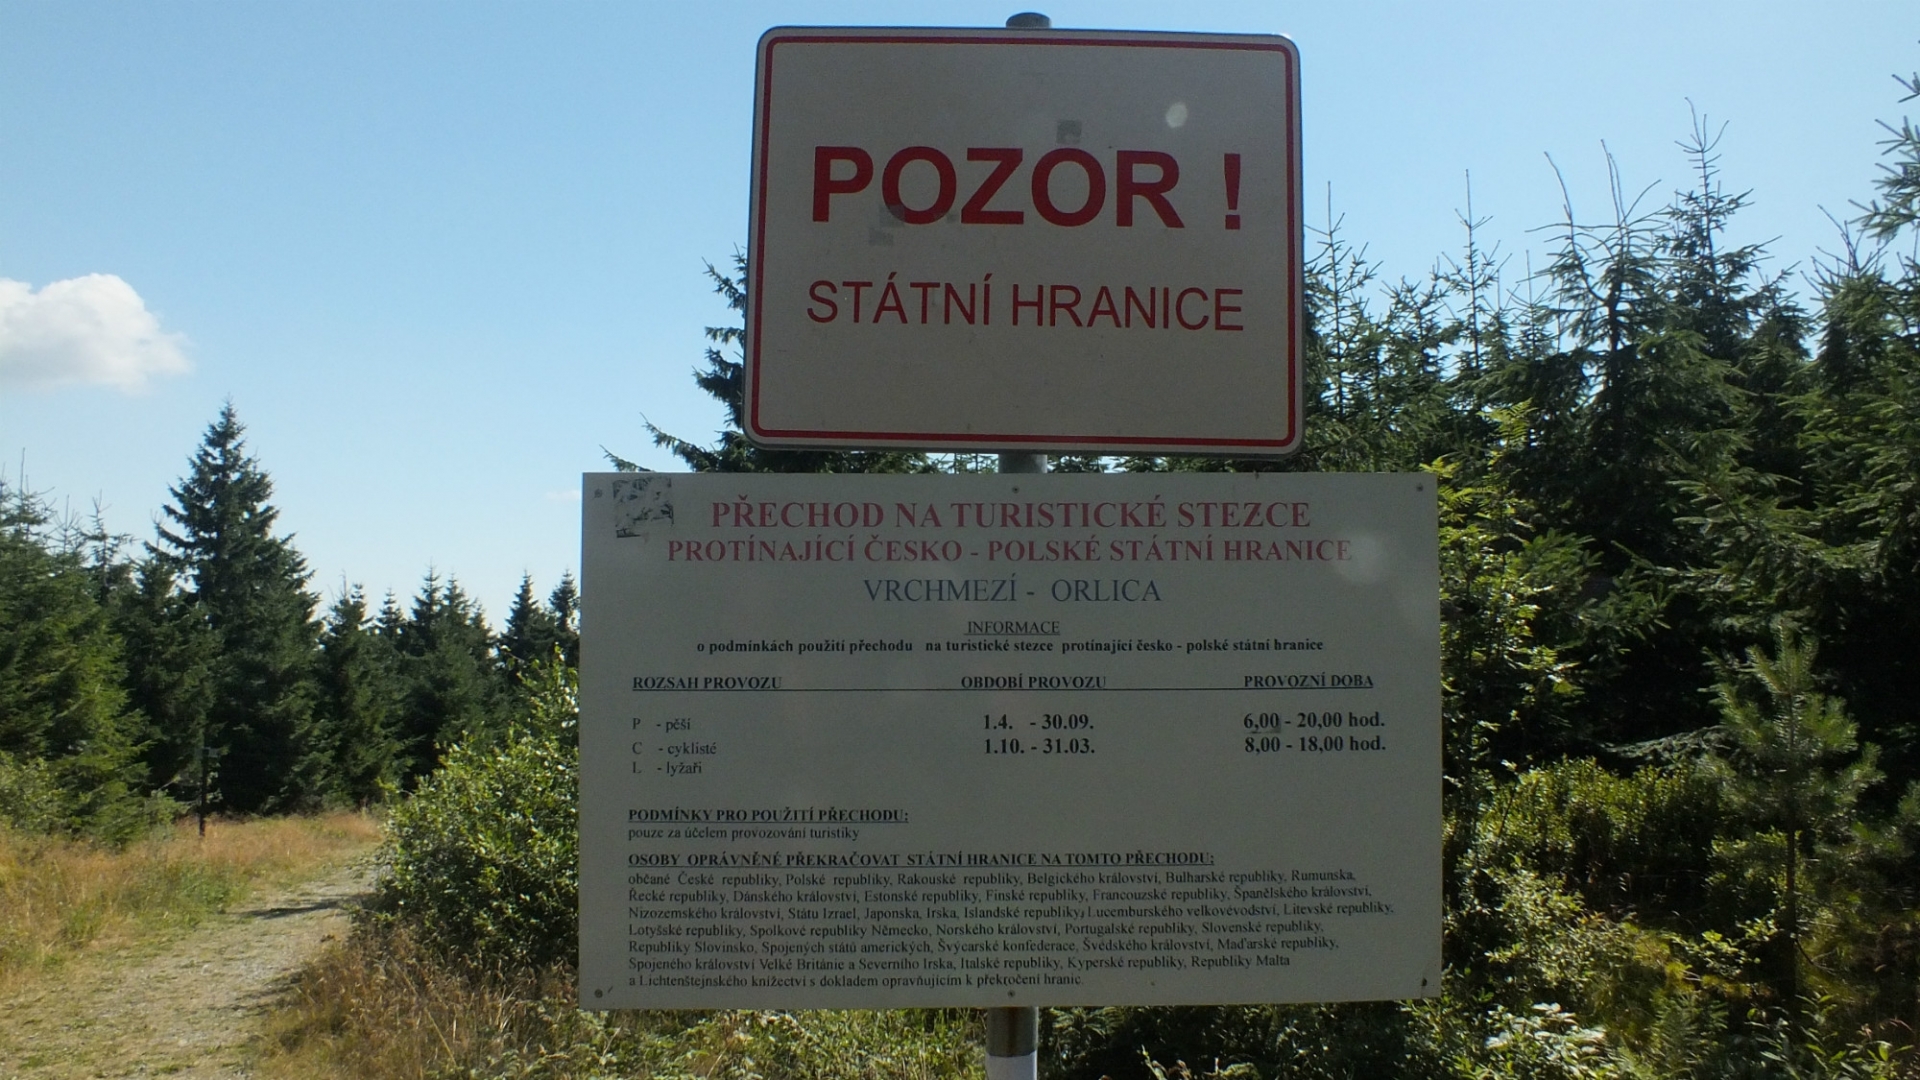 POZOR !
STÁTNÍ HRANICE
PŘECHOD NA TURISTICKÉ STEZCE
PROTÍNAJÍCÍ ČESKO - POLSKÉ STÁTNÍ HRANICE
VRCHMEZÍ - ORLICA
INFORMACE
o podmínkách použití přechodu na turistické stezce protínající česko - polské státní hranice
ROZSAH PROVOZU OBDOBÍ PROVOZU PROVOZNÍ DOBA
P - pěší 1.4. - 30.09. 6,00 - 20,00 hod.
C - cyklisté 1.10. - 31.03. 8,00 - 18,00 hod.
L - lyžaři
PODMÍNKY PRO POUŽITÍ PŘECHODU:
pouze za účelem provozování turistiky
OSOBY OPRÁVNĚNÉ PŘEKRAČOVAT STÁTNÍ HRANICE NA TOMTO PŘECHODU:
občané České republiky, Polské republiky, Rakouské republiky, Belgického království, Bulharské republiky, Rumunska,
Řecké republiky, Dánského království, Estonské republiky, Finské republiky, Francouzské republiky, Španělského království,
Nizozemského království, Státu Izrael, Japonska, Irska, Islandské republiky, Lucemburského velkovévodství, Litevské republiky,
Lotyšské republiky, Spolkové republiky Německo, Norského království, Portugalské republiky, Slovenské republiky,
Republiky Slovinsko, Spojených států amerických, Švýcarské konfederace, Švédského království, Maďarské republiky,
Spojeného království Velké Británie a Severního Irska, Italské republiky, Kyperské republiky, Republiky Malta
a Lichtenštejnského knížectví s dokladem opravňujícím k překročení hranic.